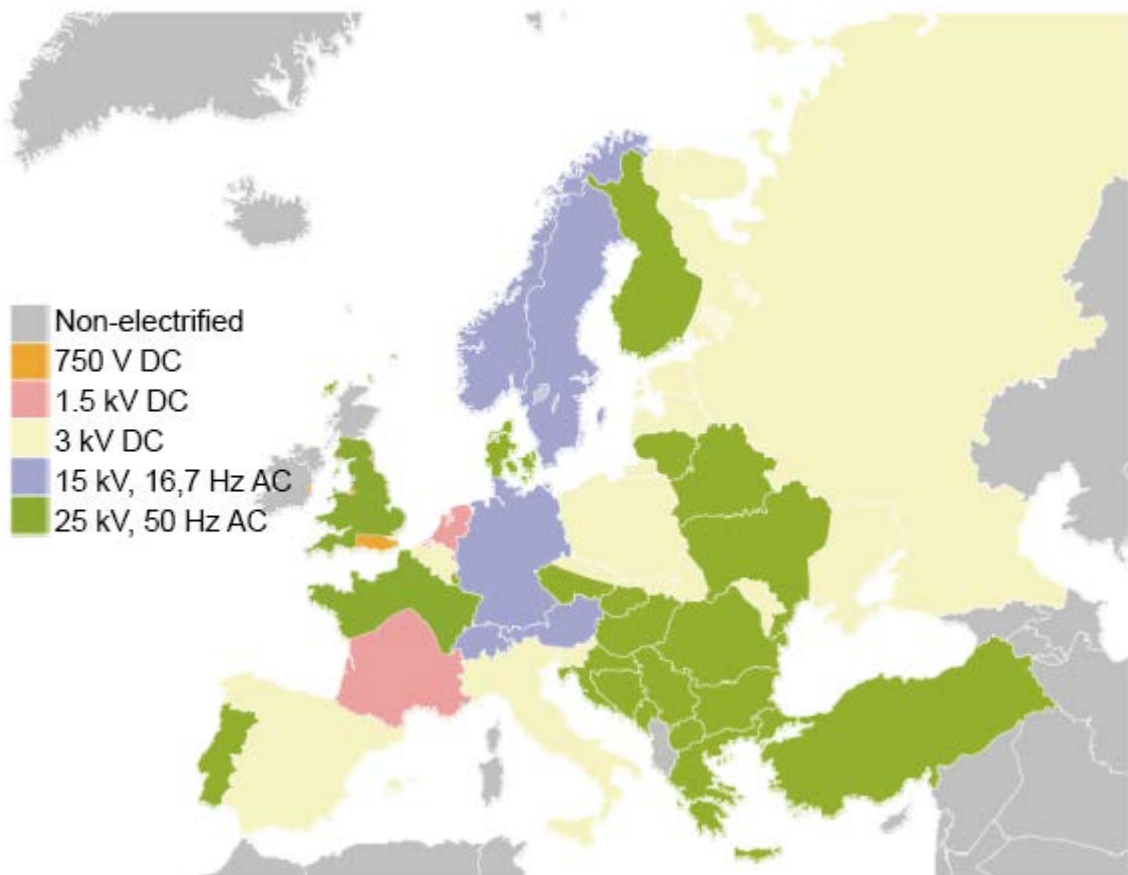 Non-electrified
750 V DC
1.5 kV DC
3 kV DC
15 kV, 16,7 Hz AC
25 kV, 50 Hz AC